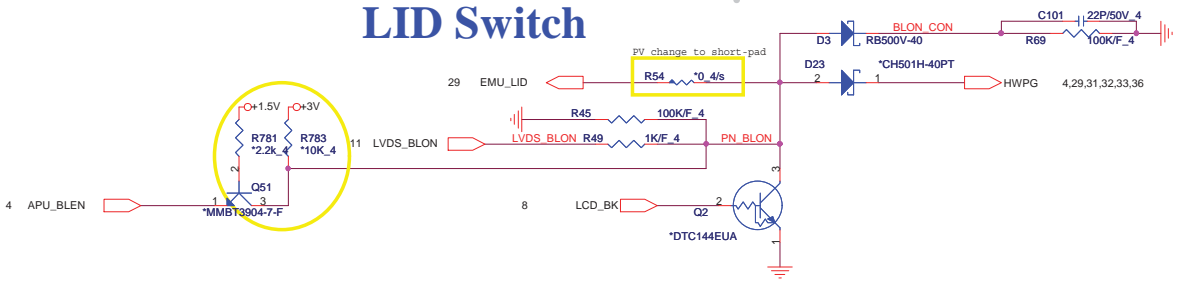 LID Switch
C101 22P/50V_4
BLON_CON
D3 RB500V-40 R69 100K/F_4
PV change to short-pad
29 EMU_LID R54 *0_4/s D23 *CH501H-40PT
2 1 HWPG 4,29,31,32,33,36
+1.5V +3V
R45 100K/F_4
R781 R783 11 LVDS_BLON LVDS_BLON R49 1K/F_4 PN_BLON
*2.2k_4 *10K_4
2 3
Q51
4 APU_BLEN 1 3 8 LCD_BK 2 Q2
*MMBT3904-7-F
*DTC144EUA
1